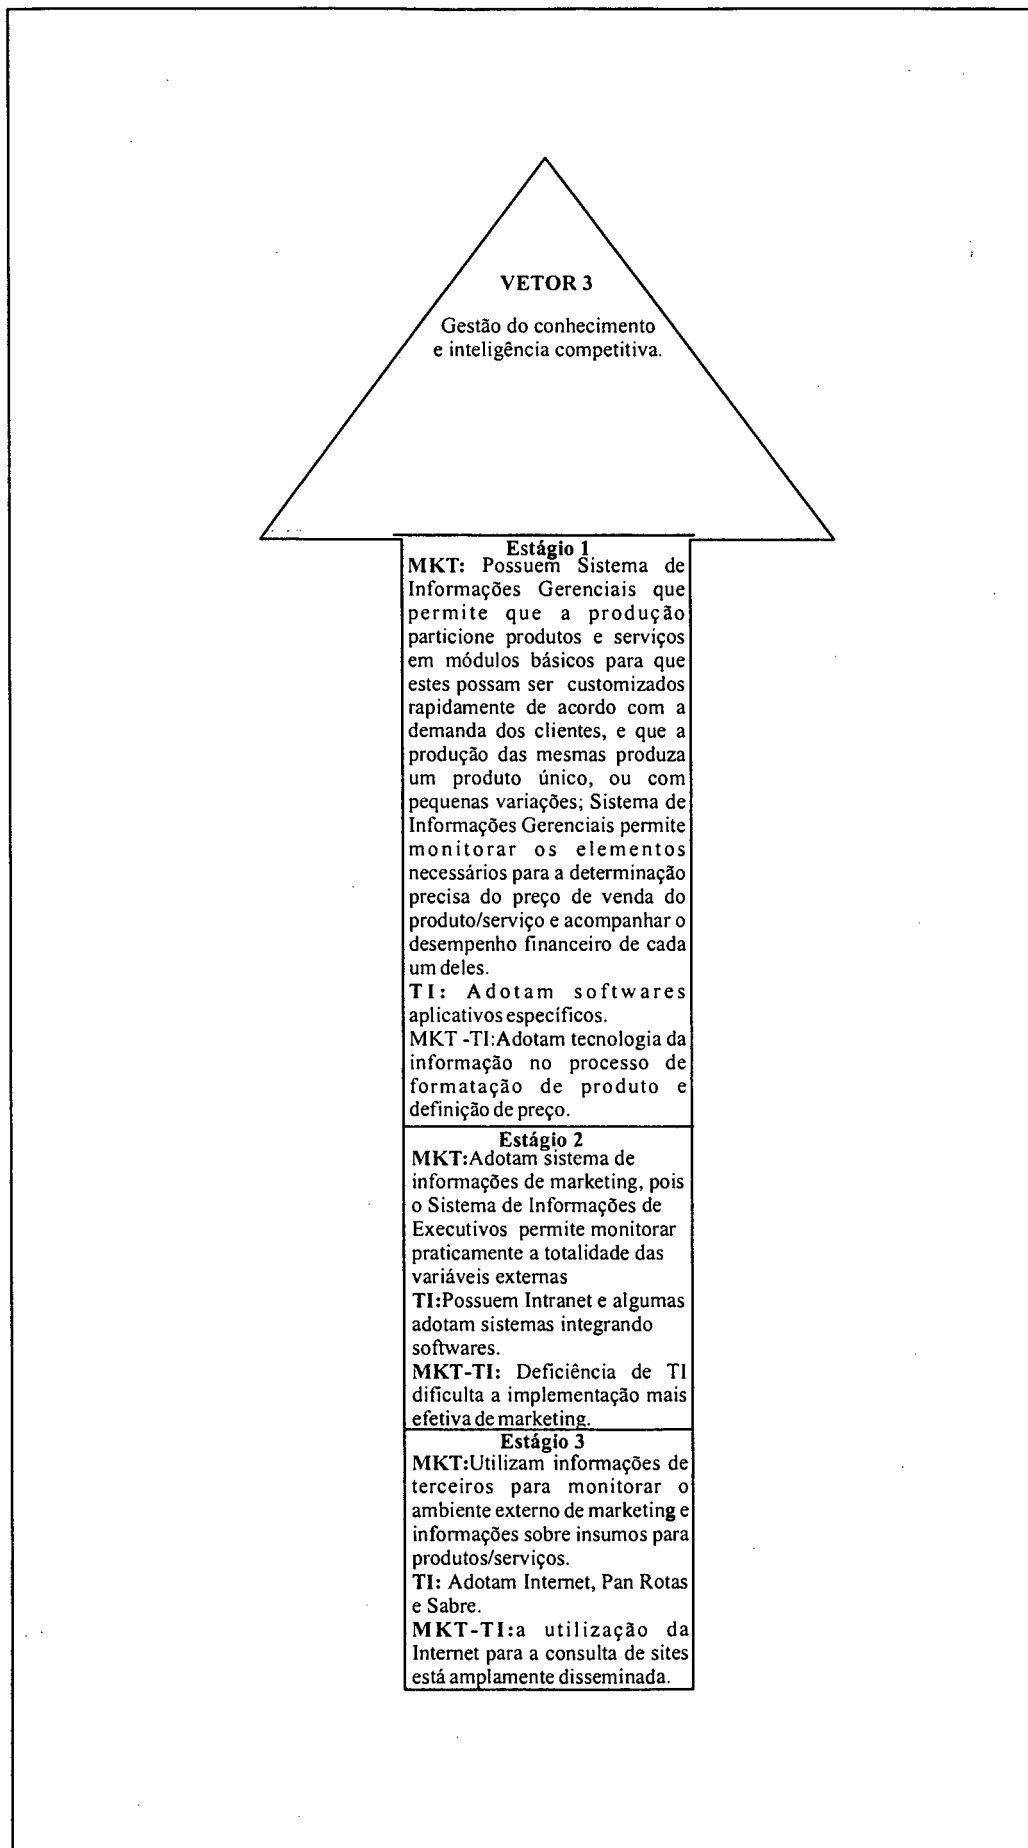 VETOR 3
Gestão do conhecimento
e inteligência competitiva.
Estágio 1
MKT: Possuem Sistema de
Informações Gerenciais que
permite que a produção
particione produtos e serviços
em módulos básicos para que
estes possam ser customizados
rapidamente de acordo com a
demanda dos clientes, e que a
produção das mesmas produza
um produto único, ou com
pequenas variações; Sistema de
Informações Gerenciais permite
monitorar os elementos
necessários para a determinação
precisa do preço de venda do
produto/serviço e acompanhar o
desempenho financeiro de cada
um deles.
TI: Adotam softwares
aplicativos específicos.
MKT -TI:Adotam tecnologia da
informação no processo de
formatação de produto e
definição de preço.
Estágio 2
MKT:Adotam sistema de
informações de marketing, pois
o Sistema de Informações de
Executivos permite monitorar
praticamente a totalidade das
variáveis externas
TI:Possuem Intranet e algumas
adotam sistemas integrando
softwares.
MKT-TI: Deficiência de TI
dificulta a implementação mais
efetiva de marketing.
Estágio 3
MKT:Utilizam informações de
terceiros para monitorar o
ambiente externo de marketing e
informações sobre insumos para
produtos/serviços.
TI: Adotam Internet, Pan Rotas
e Sabre.
MKT-TI:a utilização da
Internet para a consulta de sites
está amplamente disseminada.